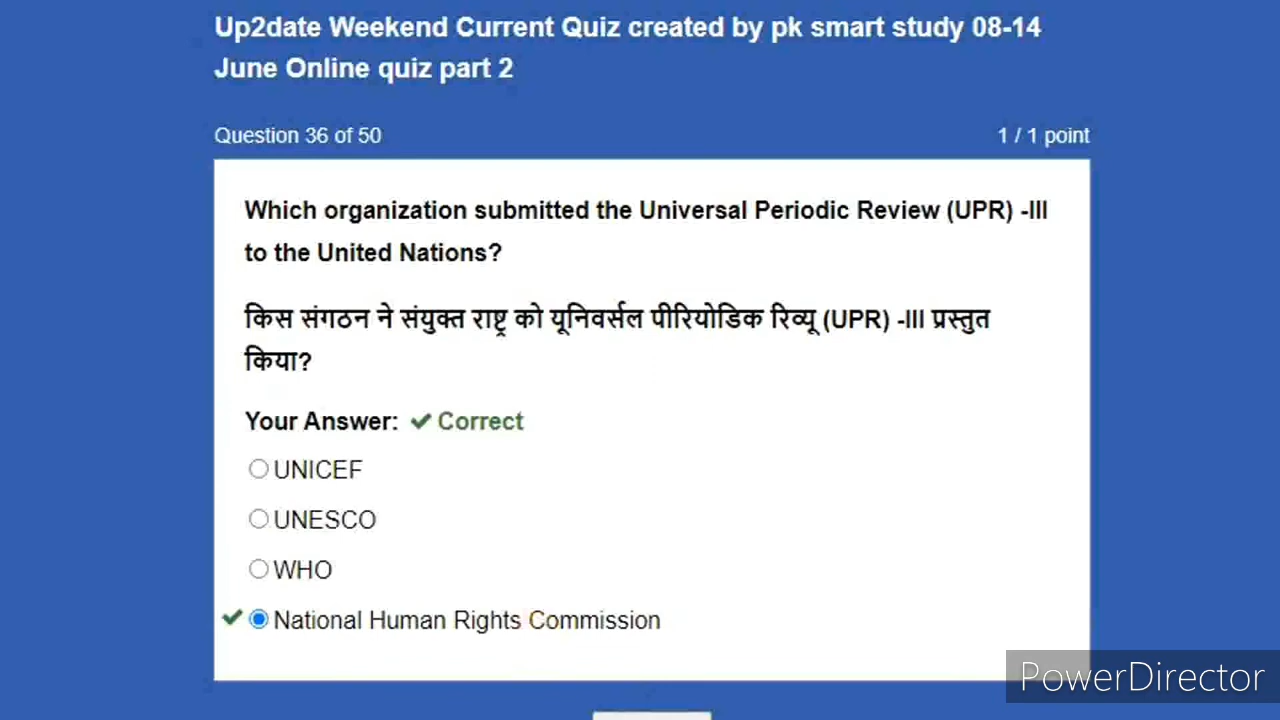 Up2date Weekend Current Quiz created by pk smart study 08-14
June Online quiz part 2
Question 36 of 50
1 / 1 point
Which organization submitted the Universal Periodic Review (UPR) -III
to the United Nations?
किस संगठन ने संयुक्त राष्ट्र को यूनिवर्सल पीरियोडिक रिव्यू (UPR) -III प्रस्तुत
किया?
Your Answer: ✔ Correct
UNICEF
UNESCO
WHO
National Human Rights Commission
PowerDirector